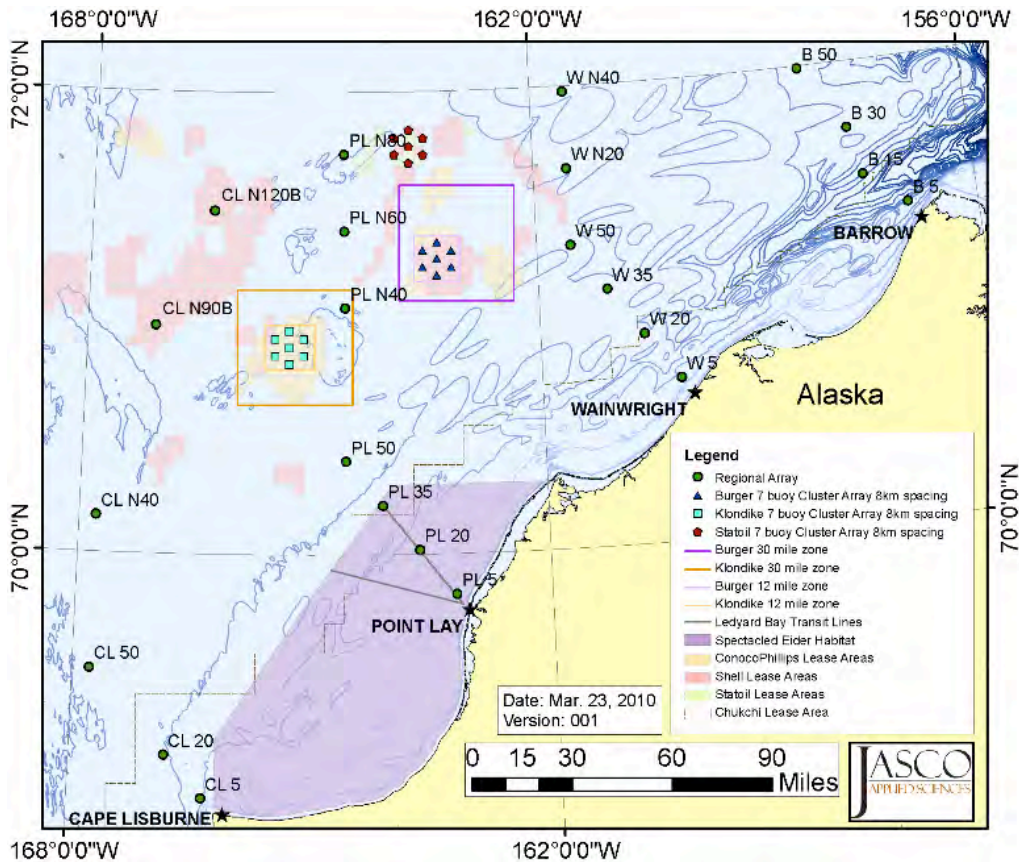 168°0'0"W
162°0'0"W
156°0'0"W
72°0'0"N
70°0'0"N
70°0'0"N
B 50
W N40
B 30
PL N80
W N20
B 15
CL N120B
B 5
PL N60
BARROW
W 50
W 35
PL N40
CL N90B
W 20
W 5
WAINWRIGHT
Alaska
PL 50
PL 35
CL N40
PL 20
PL 5
POINT LAY
CL 50
CL 20
CL 5
CAPE LISBURNE
Legend
Regional Array
Burger 7 buoy Cluster Array 8km spacing
Klondike 7 buoy Cluster Array 8km spacing
Statoil 7 buoy Cluster Array 8km spacing
Burger 30 mile zone
Klondike 30 mile zone
Burger 12 mile zone
Klondike 12 mile zone
Ledyard Bay Transit Lines
Spectacled Eider Habitat
ConocoPhillips Lease Areas
Shell Lease Areas
Statoil Lease Areas
Chukchi Lease Area
Date: Mar. 23, 2010
Version: 001
0 15 30 60 90
Miles
JASCO
APPLIED SCIENCES
168°0'0"W
162°0'0"W